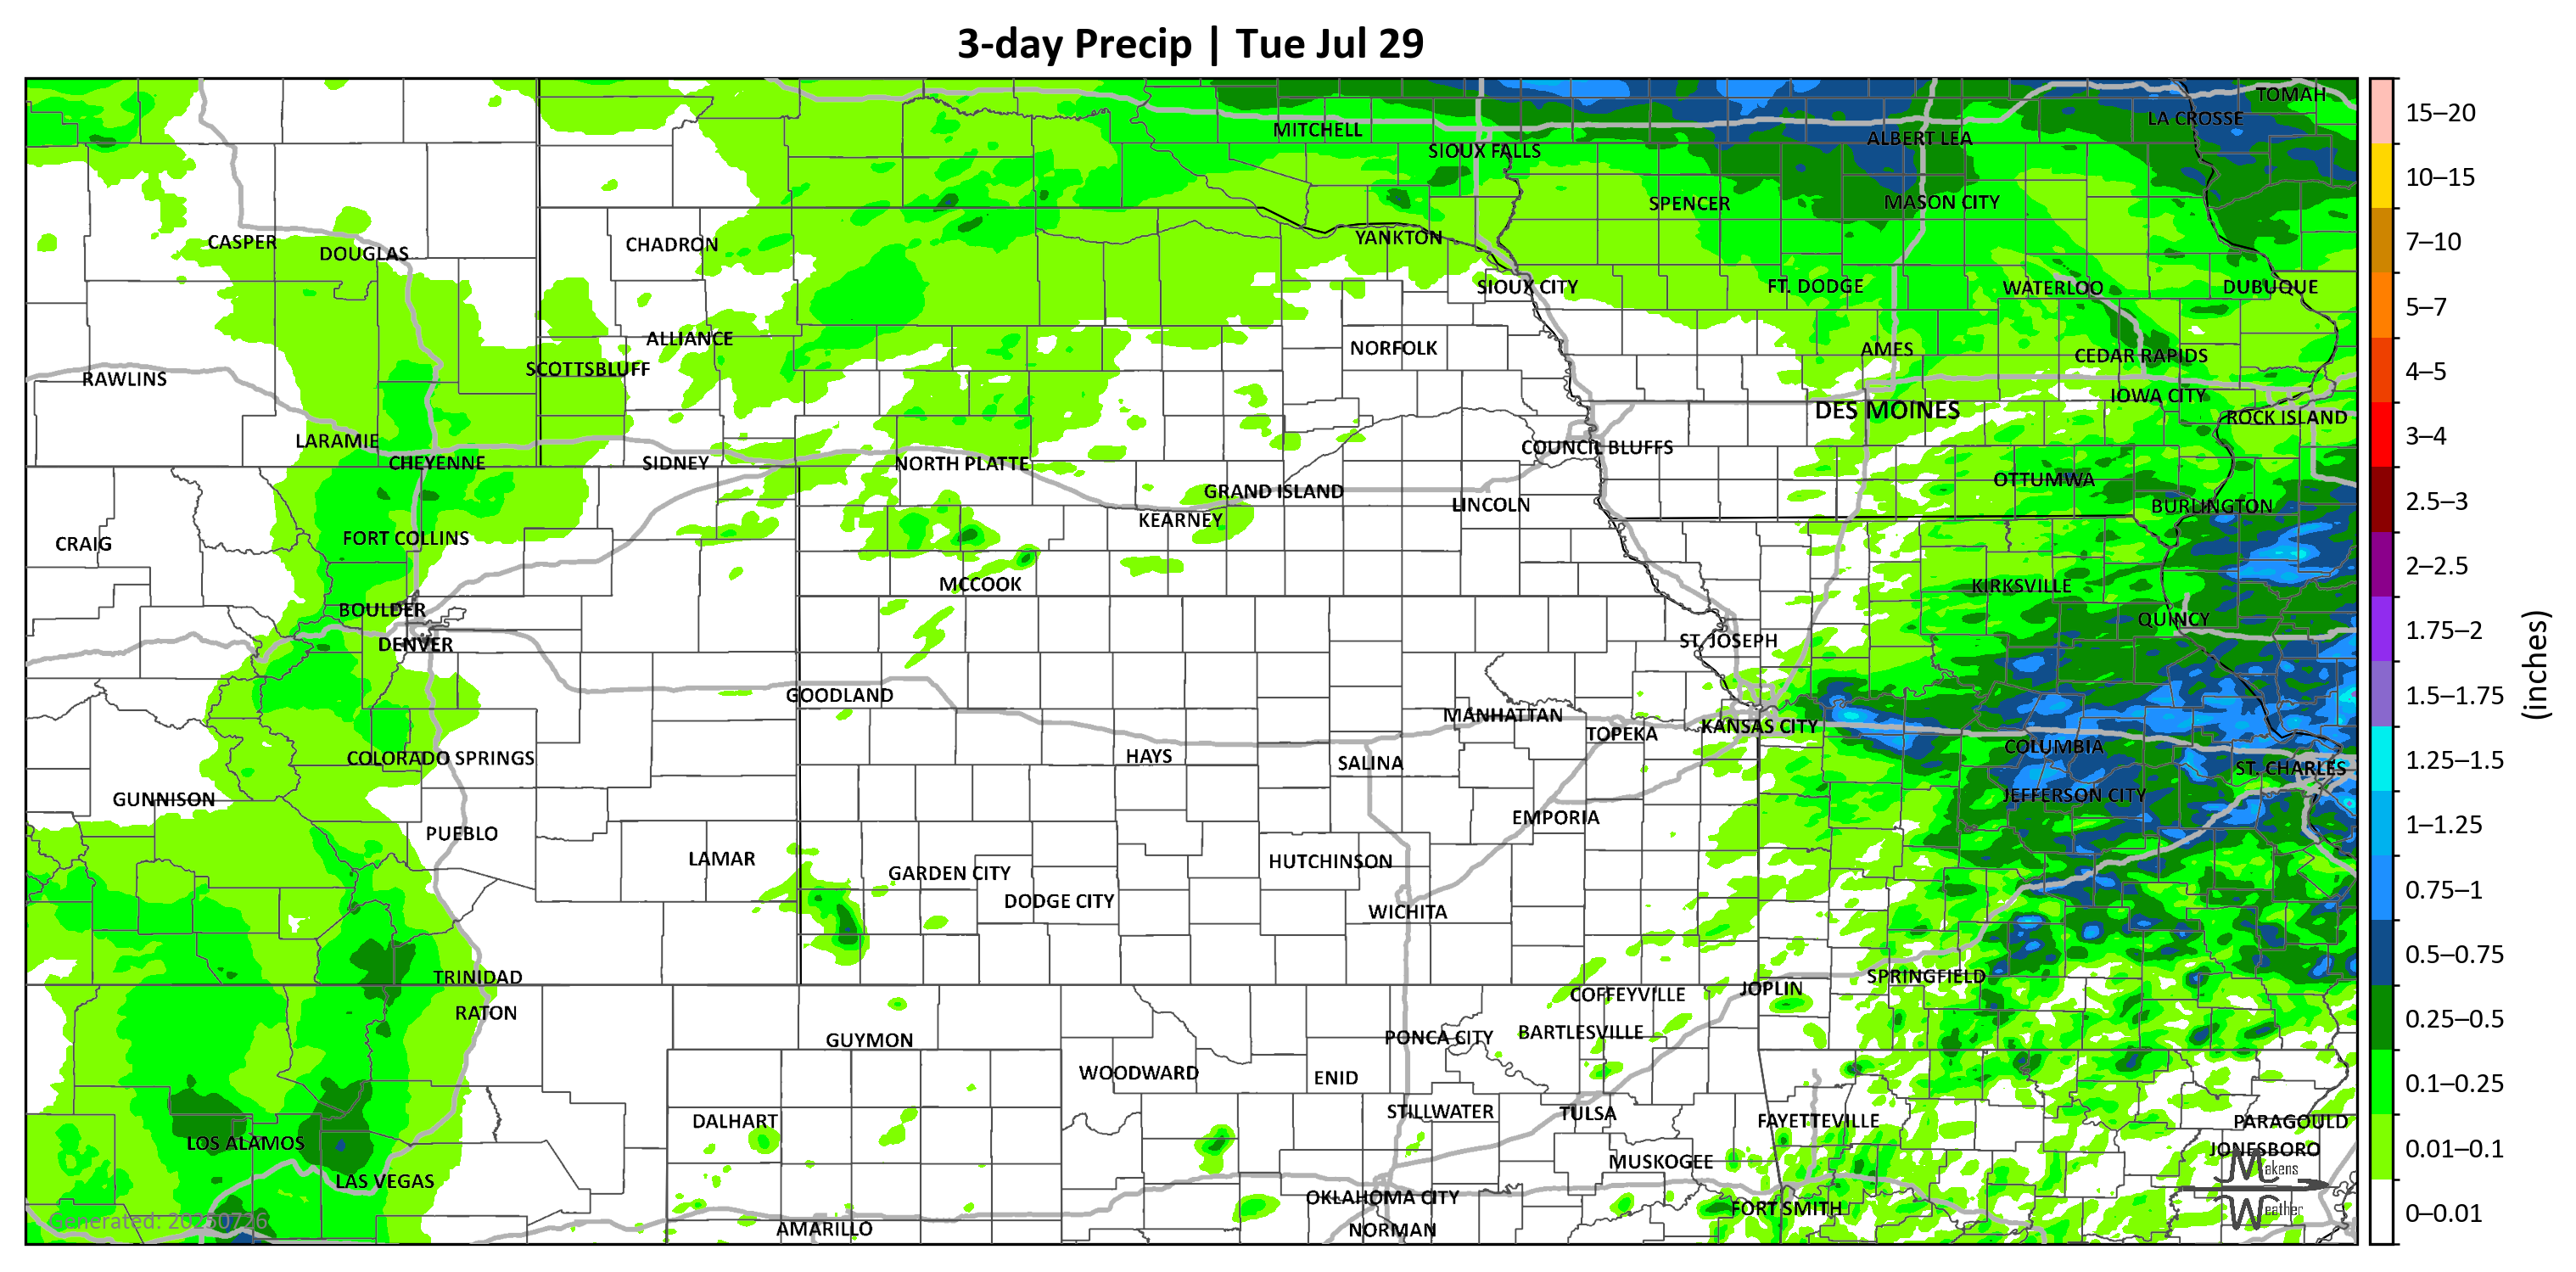 3-day Precip | Tue Jul 29
TOMAH
15–20
LA CROSSE
MITCHELL
ALBERT LEA
SIOUX FALLS
10–15
SPENCER
MASON CITY
YANKTON
CASPER
CHADRON
7–10
DOUGLAS
SIOUX CITY
FT. DODGE
WATERLOO
DUBUQUE
5–7
ALLIANCE
NORFOLK
AMES
CEDAR RAPIDS
SCOTTSBLUFF
4–5
RAWLINS
IOWA CITY
DES MOINES
ROCK ISLAND
LARAMIE
3–4
COUNCIL BLUFFS
CHEYENNE
SIDNEY
NORTH PLATTE
OTTUMWA
GRAND ISLAND
2.5–3
LINCOLN
BURLINGTON
KEARNEY
FORT COLLINS
CRAIG
2–2.5
MCCOOK
KIRKSVILLE
BOULDER
QUINCY
1.75–2
DENVER
ST. JOSEPH
(inches)
GOODLAND
1.5–1.75
MANHATTAN
KANSAS CITY
TOPEKA
COLUMBIA
COLORADO SPRINGS
HAYS
SALINA
1.25–1.5
ST. CHARLES
GUNNISON
JEFFERSON CITY
EMPORIA
1–1.25
PUEBLO
LAMAR
HUTCHINSON
GARDEN CITY
0.75–1
DODGE CITY
WICHITA
0.5–0.75
TRINIDAD
SPRINGFIELD
JOPLIN
COFFEYVILLE
RATON
0.25–0.5
BARTLESVILLE
PONCA CITY
GUYMON
WOODWARD
ENID
0.1–0.25
STILLWATER
TULSA
DALHART
FAYETTEVILLE
PARAGOULD
LOS ALAMOS
JONESBORO
0.01–0.1
MUSKOGEE
Makens
LAS VEGAS
OKLAHOMA CITY
FORT SMITH
Weather
0–0.01
Generated: 20250726
AMARILLO
NORMAN